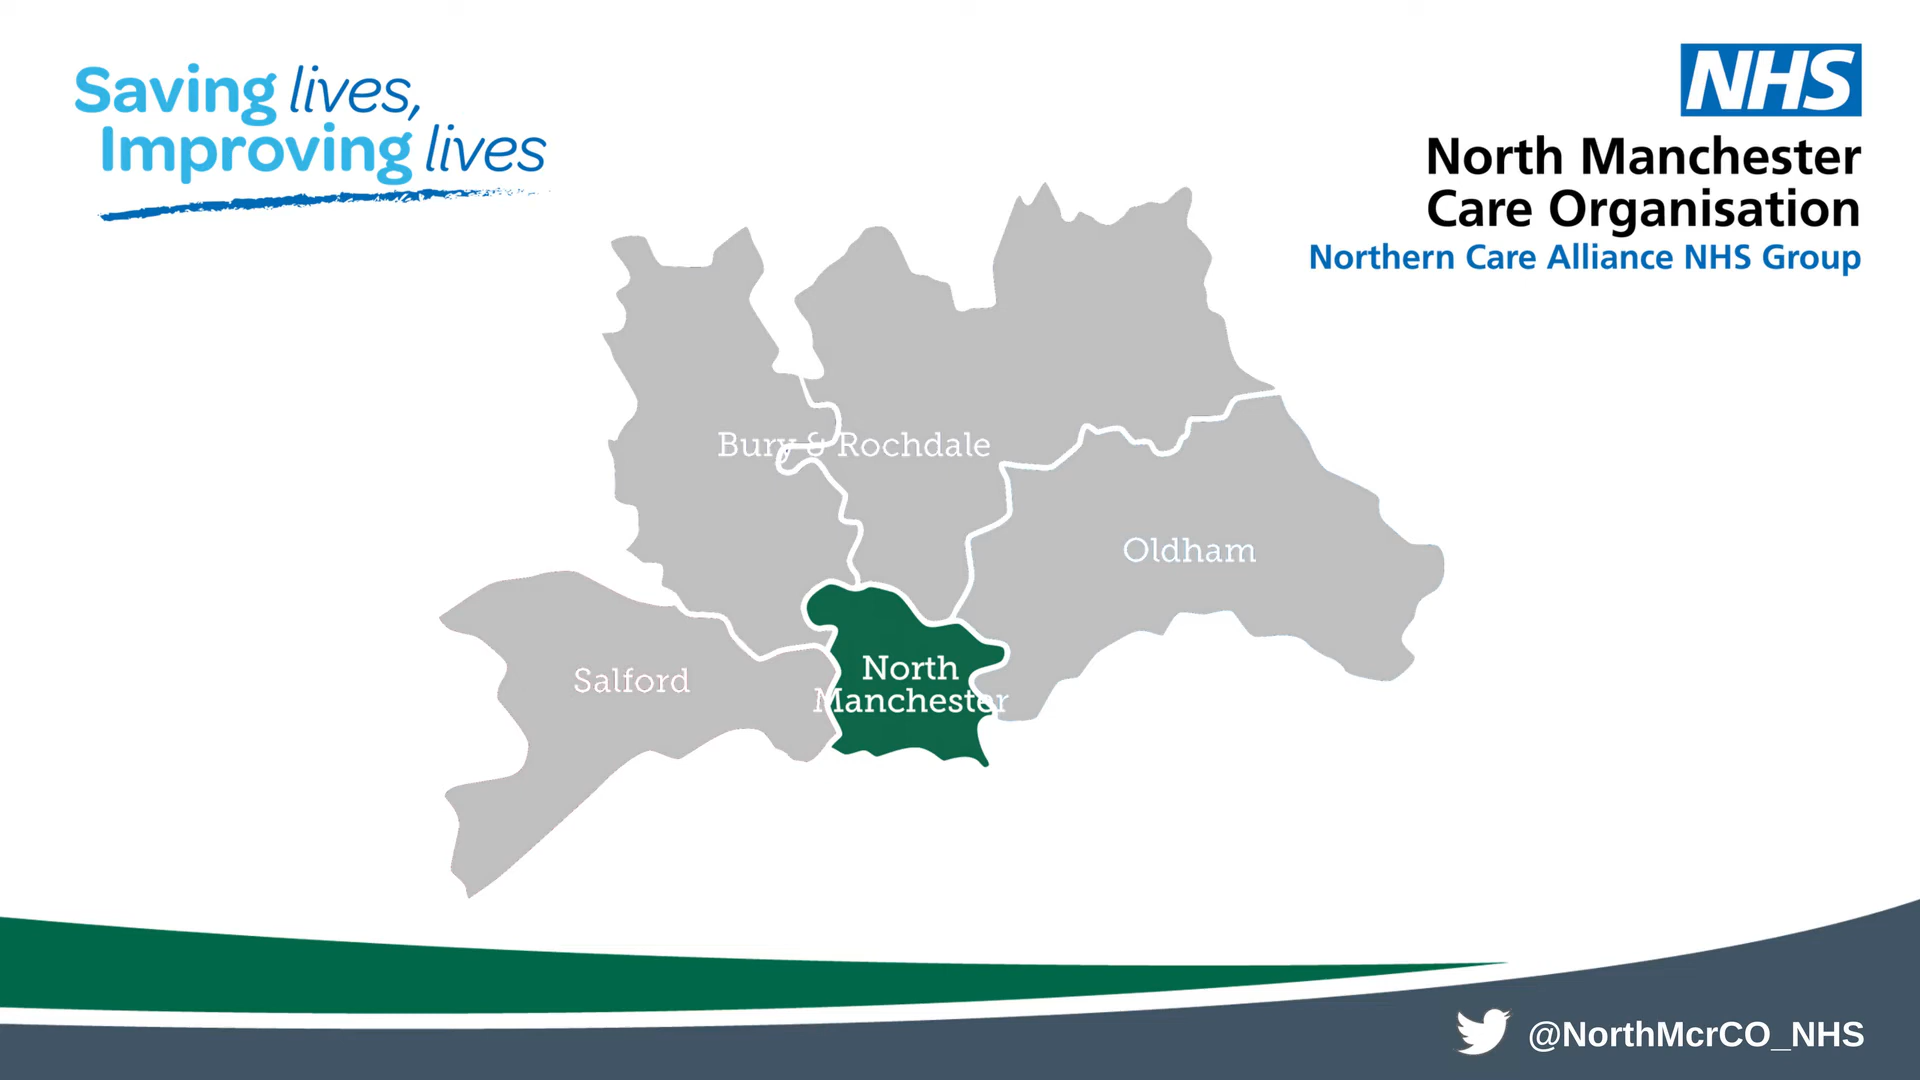 Saving lives,
Improving lives
NHS
North Manchester
Care Organisation
Northern Care Alliance NHS Group
Bury & Rochdale
Oldham
North
Manchester
Salford
@NorthMcrCO_NHS